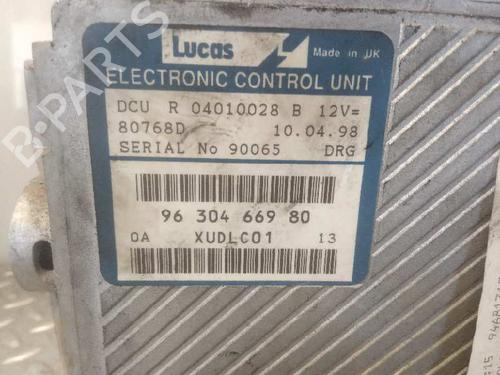 Lucas
Made in UK
ELECTRONIC CONTROL UNIT
DCU R 04010028 B 12V=
80768D 10.04.98
SERIAL No 90065 DRG
96 304 669 80
0A XUDLC01 13
B-PARTS